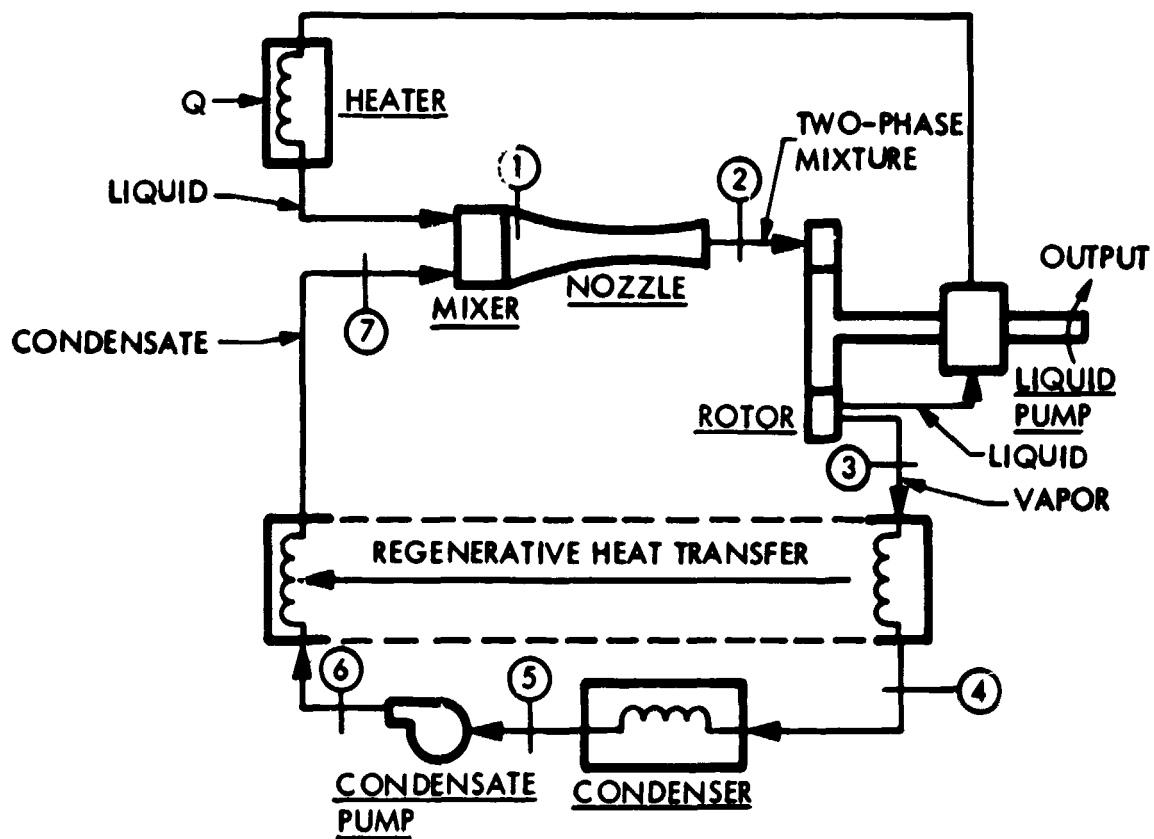 Q
HEATER
LIQUID
1
2
TWO-PHASE
MIXTURE
OUTPUT
MIXER
NOZZLE
7
CONDENSATE
LIQUID
PUMP
ROTOR
LIQUID
3
VAPOR
REGENERATIVE HEAT TRANSFER
6
5
4
CONDENSATE
PUMP
CONDENSER